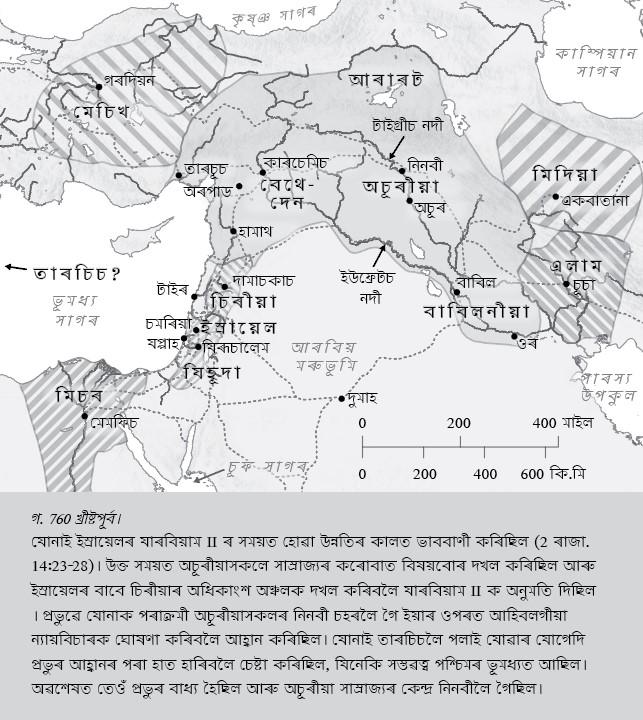 কৃষ্ঞ সাগৰ
কাস্পিয়ান
সাগৰ
গৰদিয়ন
মেচিখ
আৰাৰট
টাইগ্ৰীচ নদী
তাৰচুচ
অৰপাড
কাৰচেমিচ
বেথে-
দেন
নিনবী
অচূৰীয়া
অচূৰ
মিদিয়া
একবাতানা
হামাথ
তাৰচিচ?
ভূমধ্য
সাগৰ
টাইৰ
দামাচকাচ
চিৰীয়া
ইউফ্ৰেটচ
নদী
বাবিল
বাবিলনীয়া
এলাম
চূচা
চমৰিয়া
ইস্ৰায়েল
যপ্পাহ
যিৰূচালেম
যিহূদা
আৰবিয়
মৰুভূমি
ওৰ
পাৰস্য
উপকুল
মিচৰ
মেমফিচ
দুমাহ
চূফ সাগৰ
0 200 400 মাইল
0 200 400 600 কি.মি
গ. 760 খ্ৰীষ্টপূৰ্ব।
যোনাই ইস্ৰায়েলৰ যাৰবিয়াম II ৰ সময়ত হোৱা উন্নতিৰ কালত ভাববাণী কৰিছিল (2 ৰাজা.
14:23-28)। উক্ত সময়ত অচূৰীয়াসকলে সাম্ৰাজ্যৰ কৰোবাত বিষয়বোৰ দখল কৰিছিল আৰু
ইস্ৰায়েলৰ বাবে চিৰীয়াৰ অধিকাংশ অঞ্চলক দখল কৰিবলৈ যাৰবিয়াম II ক অনুমতি দিছিল
। প্ৰভুৱে যোনাক পৰাক্ৰমী অচূৰীয়াসকলৰ নিনবী চহৰলৈ গৈ ইয়াৰ ওপৰত আহিবলগীয়া
ন্যায়বিচাৰক ঘোষণা কৰিবলৈ আহ্বান কৰিছিল। যোনাই তাৰচিচলৈ পলাই যোৱাৰ যোগেদি
প্ৰভুৰ আহ্বানৰ পৰা হাত হাৰিবলৈ চেষ্টা কৰিছিল, যিনেকি সম্ভৱত্ব পশ্চিমৰ ভূমধ্যত আছিল।
অৱশেষত তেওঁ প্ৰভুৰ বাধ্য হৈছিল আৰু অচূৰীয়া সাম্ৰাজ্যৰ কেন্দ্ৰ নিনবীলৈ গৈছিল।